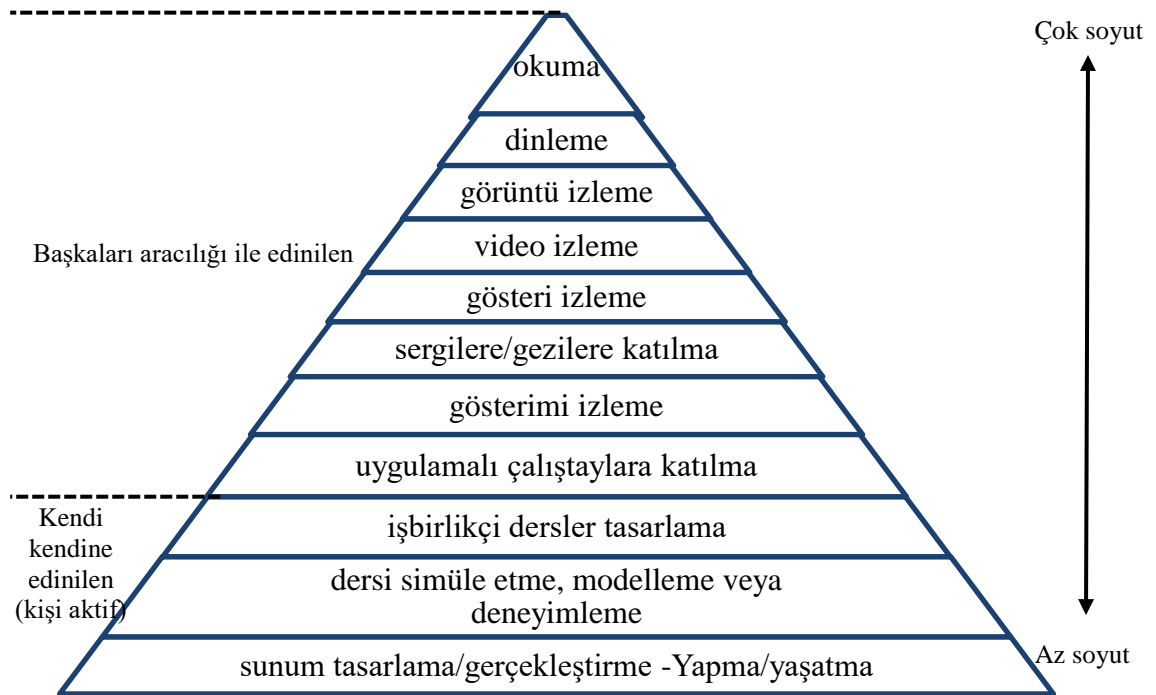 Çok soyut
okuma
dinleme
görüntü izleme
video izleme
Başkaları aracılığı ile edinilen
gösteri izleme
sergilere/gezilere katılma
gösterimi izleme
uygulamalı çalıştaylara katılma
Kendi
kendine
edinilen
(kişi aktif)
işbirlikçi dersler tasarlama
dersi simüle etme, modelleme veya
deneyimleme
Az soyut
sunum tasarlama/gerçekleştirme -Yapma/yaşatma